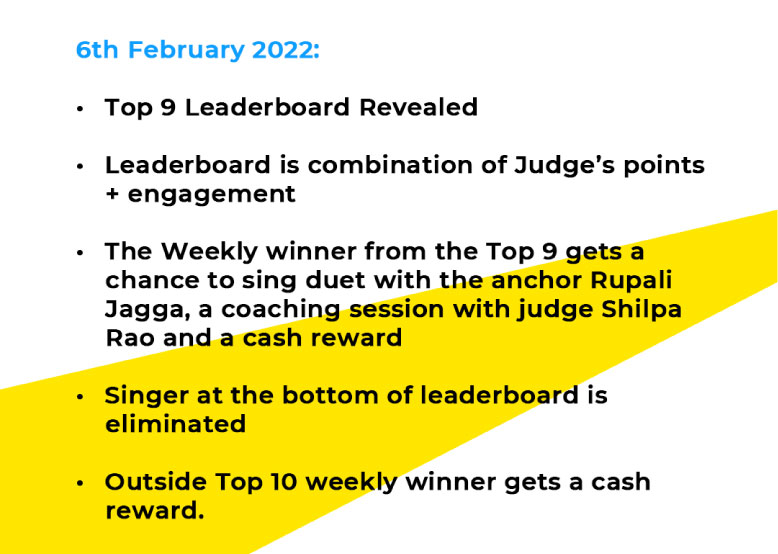 6th February 2022:
• Top 9 Leaderboard Revealed
• Leaderboard is combination of Judge’s points
+ engagement
• The Weekly winner from the Top 9 gets a
chance to sing duet with the anchor Rupali
Jagga, a coaching session with judge Shilpa
Rao and a cash reward
• Singer at the bottom of leaderboard is
eliminated
• Outside Top 10 weekly winner gets a cash
reward.